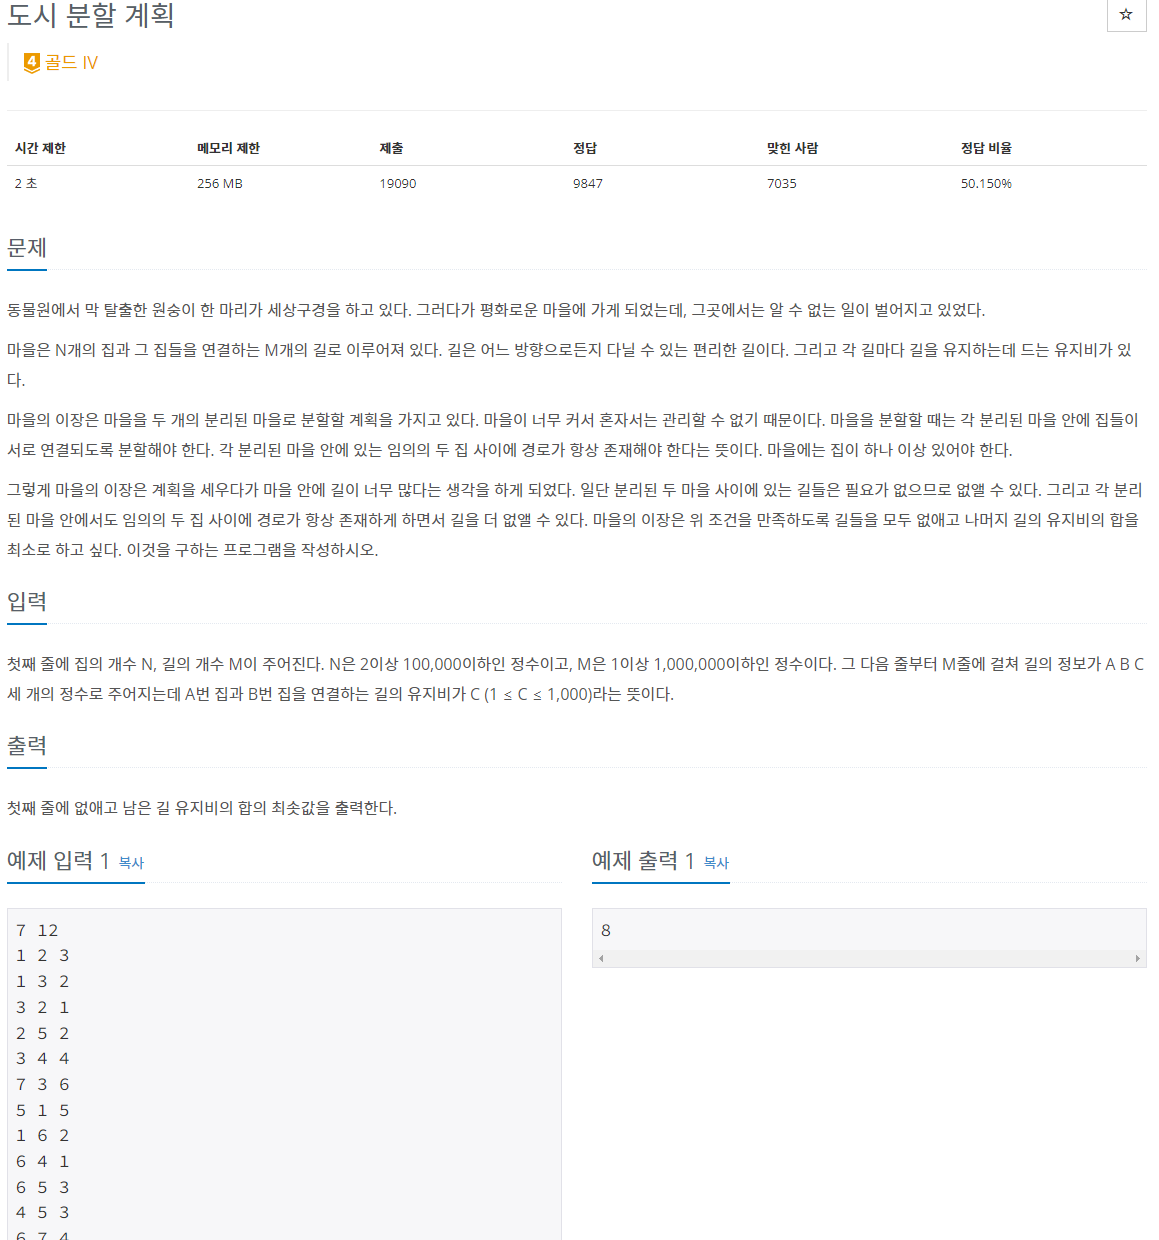 도시 분할 계획
☆
4 골드 IV
시간 제한 메모리 제한 제출 정답 맞힌 사람 정답 비율
2 초 256 MB 19090 9847 7035 50.150%
문제
동물원에서 막 탈출한 원숭이 한 마리가 세상구경을 하고 있다. 그러다가 평화로운 마을에 가게 되었는데, 그곳에서는 알 수 없는 일이 벌어지고 있었다.
마을은 N개의 집과 그 집들을 연결하는 M개의 길로 이루어져 있다. 길은 어느 방향으로든지 다닐 수 있는 편리한 길이다. 그리고 각 길마다 길을 유지하는데 드는 유지비가 있
다.
마을의 이장은 마을을 두 개의 분리된 마을로 분할할 계획을 가지고 있다. 마을이 너무 커서 혼자서는 관리할 수 없기 때문이다. 마을을 분할할 때는 각 분리된 마을 안에 집들이
서로 연결되도록 분할해야 한다. 각 분리된 마을 안에 있는 임의의 두 집 사이에 경로가 항상 존재해야 한다는 뜻이다. 마을에는 집이 하나 이상 있어야 한다.
그렇게 마을의 이장은 계획을 세우다가 마을 안에 길이 너무 많다는 생각을 하게 되었다. 일단 분리된 두 마을 사이에 있는 길들은 필요가 없으므로 없앨 수 있다. 그리고 각 분리
된 마을 안에서도 임의의 두 집 사이에 경로가 항상 존재하게 하면서 길을 더 없앨 수 있다. 마을의 이장은 위 조건을 만족하도록 길들을 모두 없애고 나머지 길의 유지비의 합을
최소로 하고 싶다. 이것을 구하는 프로그램을 작성하시오.
입력
첫째 줄에 집의 개수 N, 길의 개수 M이 주어진다. N은 2이상 100,000이하인 정수이고, M은 1이상 1,000,000이하인 정수이다. 그 다음 줄부터 M줄에 걸쳐 길의 정보가 A B C
세 개의 정수로 주어지는데 A번 집과 B번 집을 연결하는 길의 유지비가 C (1 ≤ C ≤ 1,000)라는 뜻이다.
출력
첫째 줄에 없애고 남은 길 유지비의 합의 최솟값을 출력한다.
예제 입력 1 복사
7 12
1 2 3
1 3 2
3 2 1
2 5 2
3 4 4
7 3 6
5 1 5
1 6 2
6 4 1
6 5 3
4 5 3
6 7 4
예제 출력 1 복사
8